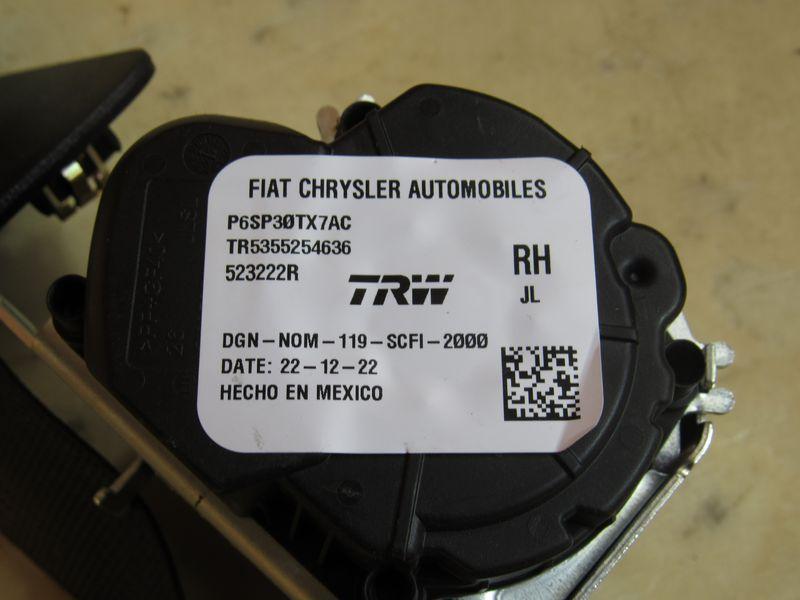 FIAT CHRYSLER AUTOMOBILES
P6SP30TX7AC
TR5355254636
523222R
TRW
RH
JL
DGN-NOM-119-SCFI-2000
DATE: 22-12-22
HECHO EN MEXICO